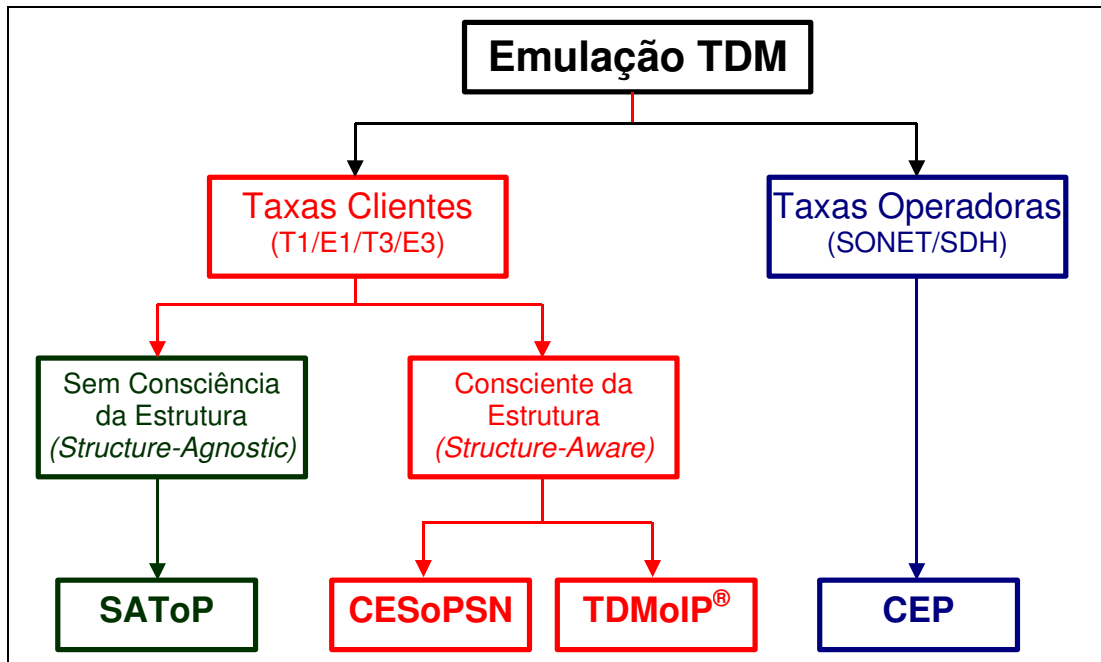 Emulação TDM
Taxas Clientes
(T1/E1/T3/E3)
Taxas Operadoras
(SONET/SDH)
Sem Consciência
da Estrutura
(Structure-Agnostic)
Consciente da
Estrutura
(Structure-Aware)
SAToP
CESoPSN
TDMoIP®
CEP